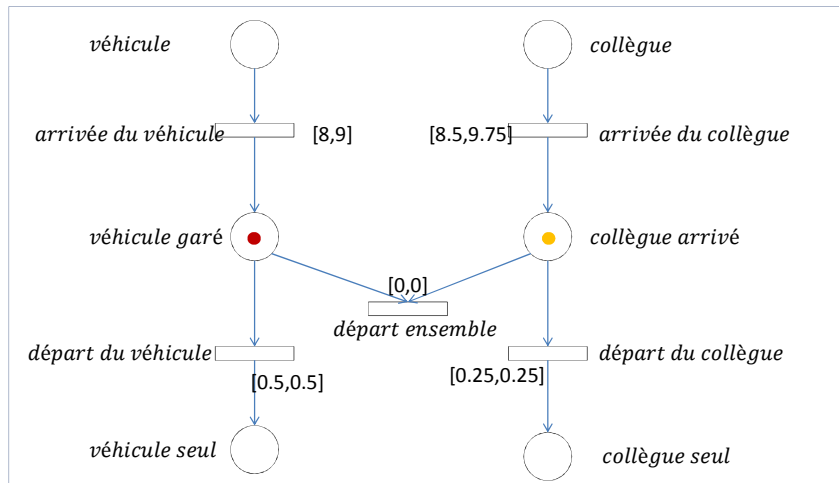 véhicule
collègue
arrivée du véhicule
[8,9]
[8.5,9.75]
arrivée du collègue
véhicule garé
collègue arrivé
[0,0]
départ ensemble
départ du véhicule
départ du collègue
[0.5,0.5]
[0.25,0.25]
véhicule seul
collègue seul